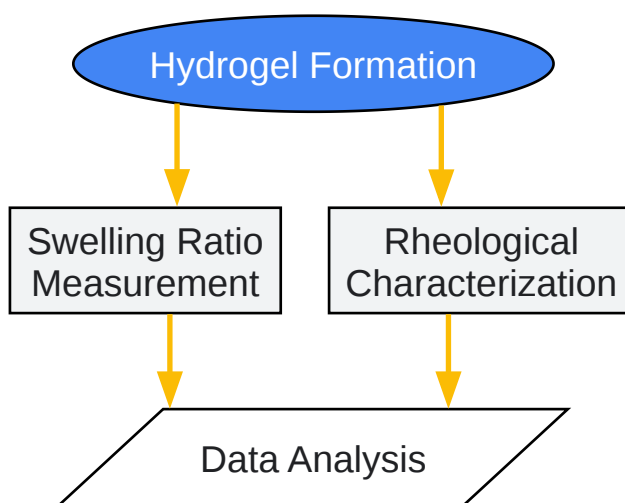 Hydrogel Formation
Swelling Ratio
Measurement
Rheological
Characterization
Data Analysis